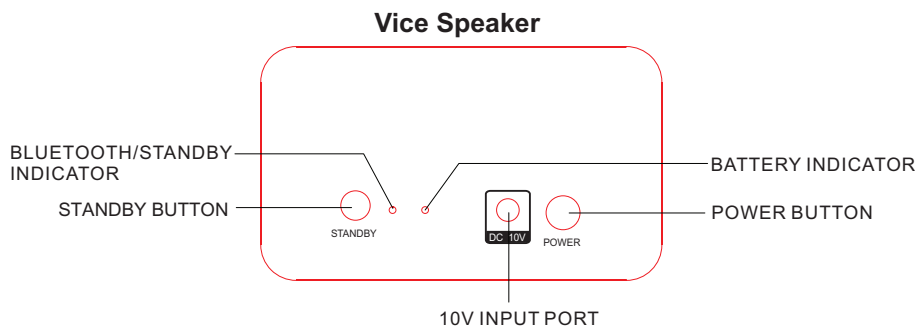 Vice Speaker
BLUETOOTH/STANDBY
INDICATOR
BATTERY INDICATOR
STANDBY BUTTON
POWER BUTTON
STANDBY
DC 10V
POWER
10V INPUT PORT